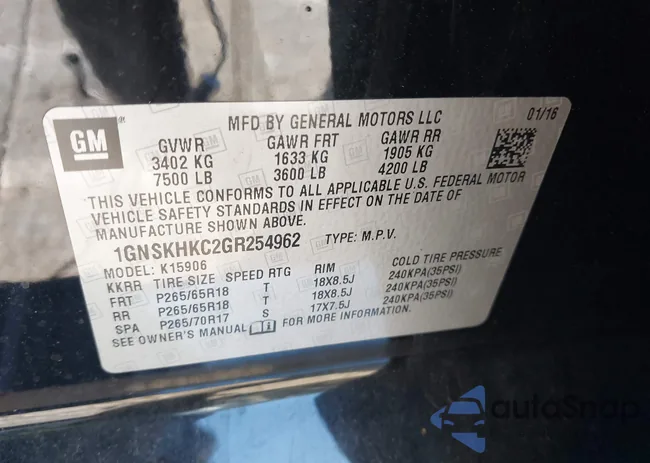 GM
MFD BY GENERAL MOTORS LLC 01/16
GVWR GAWR FRT GAWR RR
3402 KG 1633 KG 1905 KG
7500 LB 3600 LB 4200 LB
THIS VEHICLE CONFORMS TO ALL APPLICABLE U.S. FEDERAL MOTOR
VEHICLE SAFETY STANDARDS IN EFFECT ON THE DATE OF
MANUFACTURE SHOWN ABOVE.
1GNSKHKC2GR254962 TYPE: M.P.V.
MODEL: K15906
KKRR TIRE SIZE SPEED RTG RIM COLD TIRE PRESSURE
FRT P265/65R18 T 18X8.5J 240KPA(35PSI)
RR P265/65R18 T 18X8.5J 240KPA(35PSI)
SPA P265/70R17 S 17X7.5J 240KPA(35PSI)
SEE OWNER'S MANUAL FOR MORE INFORMATION.
autoSnap